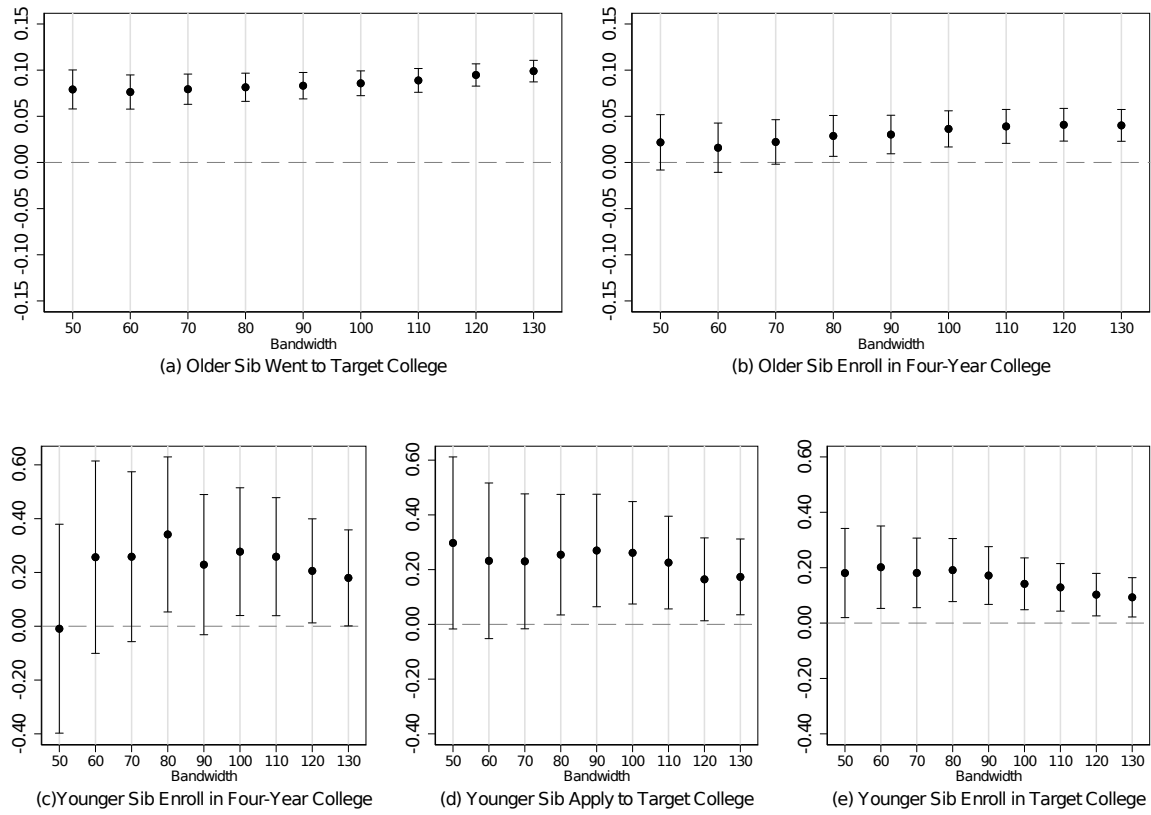 0.15
0.10
0.05
0.00
-0.05
-0.10
-0.15
50 60 70 80 90 100 110 120 130
Bandwidth
(a) Older Sib Went to Target College
0.15
0.10
0.05
0.00
-0.05
-0.10
-0.15
50 60 70 80 90 100 110 120 130
Bandwidth
(b) Older Sib Enroll in Four-Year College
0.60
0.40
0.20
0.00
-0.20
-0.40
50 60 70 80 90 100 110 120 130
Bandwidth
(c)Younger Sib Enroll in Four-Year College
0.60
0.40
0.20
0.00
-0.20
-0.40
50 60 70 80 90 100 110 120 130
Bandwidth
(d) Younger Sib Apply to Target College
0.60
0.40
0.20
0.00
-0.20
-0.40
50 60 70 80 90 100 110 120 130
Bandwidth
(e) Younger Sib Enroll in Target College